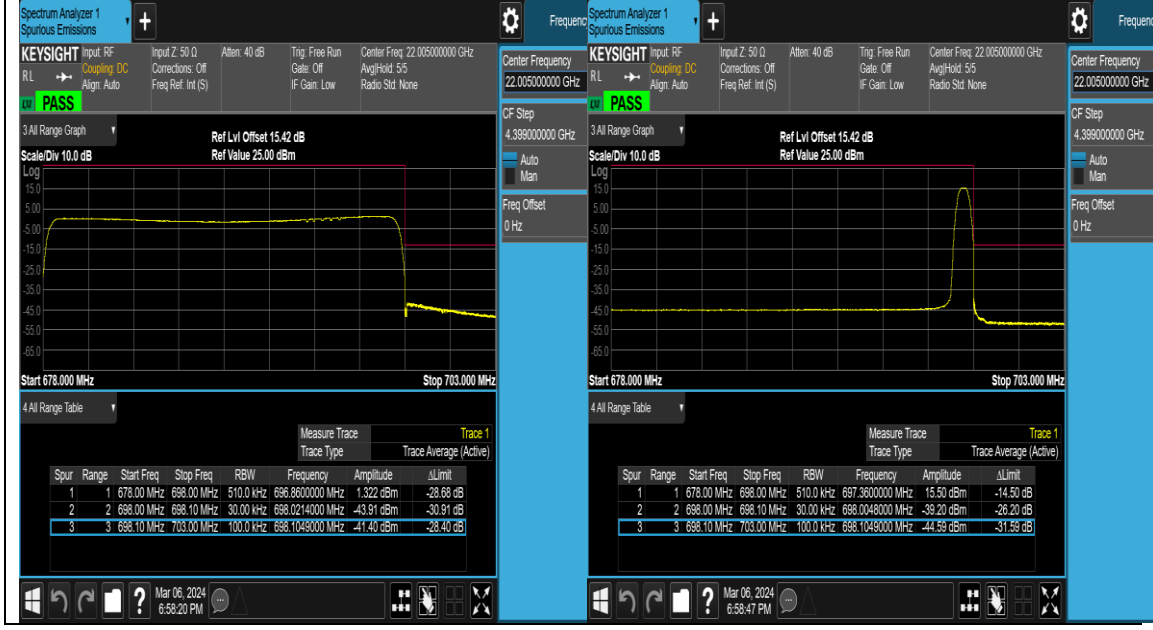 Spectrum Analyzer 1
Spurious Emissions
+
Frequenc
KEYSIGHT Input: RF Input Z: 50 Ω Atten: 40 dB Trig: Free Run Center Freq: 22.005000000 GHz
Coupling: DC Corrections: Off Gate: Off Avg|Hold: 5/5
RL Align: Auto Freq Ref: Int (S) IF Gain: Low Radio Std: None
LXI PASS
Center Frequency
22.005000000 GHz
CF Step
4.399000000 GHz
Auto
Man
Freq Offset
0 Hz
3 All Range Graph
Ref Lvl Offset 15.42 dB
Scale/Div 10.0 dB Ref Value 25.00 dBm
Log
15.0
5.00
-5.00
-15.0
-25.0
-35.0
-45.0
-55.0
-65.0
Start 678.000 MHz Stop 703.000 MHz
4 All Range Table
Measure Trace Trace 1
Trace Type Trace Average (Active)
Spur Range Start Freq Stop Freq RBW Frequency Amplitude ΔLimit
1 1 678.00 MHz 698.00 MHz 510.0 kHz 696.8600000 MHz 1.322 dBm -28.68 dB
2 2 698.00 MHz 698.10 MHz 30.00 kHz 698.0214000 MHz -43.91 dBm -30.91 dB
3 3 698.10 MHz 703.00 MHz 100.0 kHz 698.1049000 MHz -41.40 dBm -28.40 dB
?
Mar 06, 2024
6:58:20 PM
Spectrum Analyzer 1
Spurious Emissions
+
Frequenc
KEYSIGHT Input: RF Input Z: 50 Ω Atten: 40 dB Trig: Free Run Center Freq: 22.005000000 GHz
Coupling: DC Corrections: Off Gate: Off Avg|Hold: 5/5
RL Align: Auto Freq Ref: Int (S) IF Gain: Low Radio Std: None
LXI PASS
Center Frequency
22.005000000 GHz
CF Step
4.399000000 GHz
Auto
Man
Freq Offset
0 Hz
3 All Range Graph
Ref Lvl Offset 15.42 dB
Scale/Div 10.0 dB Ref Value 25.00 dBm
Log
15.0
5.00
-5.00
-15.0
-25.0
-35.0
-45.0
-55.0
-65.0
Start 678.000 MHz Stop 703.000 MHz
4 All Range Table
Measure Trace Trace 1
Trace Type Trace Average (Active)
Spur Range Start Freq Stop Freq RBW Frequency Amplitude ΔLimit
1 1 678.00 MHz 698.00 MHz 510.0 kHz 697.3600000 MHz 15.50 dBm -14.50 dB
2 2 698.00 MHz 698.10 MHz 30.00 kHz 698.0048000 MHz -39.20 dBm -26.20 dB
3 3 698.10 MHz 703.00 MHz 100.0 kHz 698.1049000 MHz -44.59 dBm -31.59 dB
?
Mar 06, 2024
6:58:47 PM